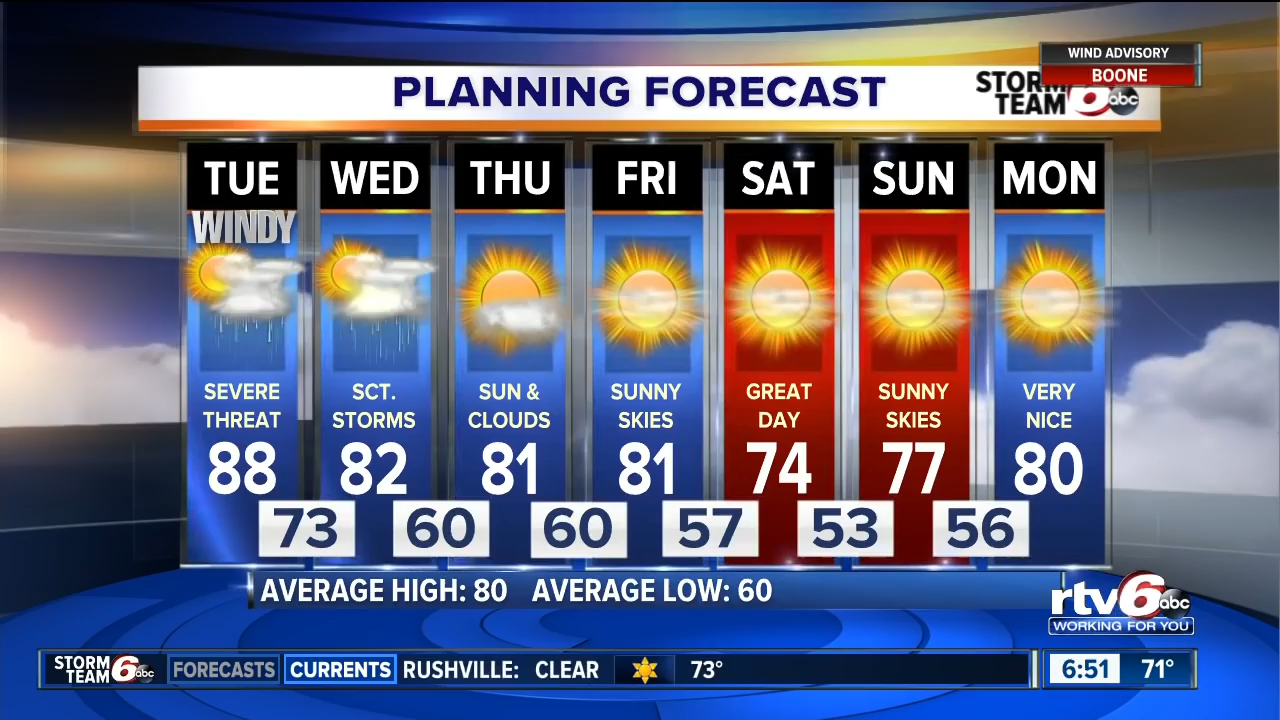 WIND ADVISORY
BOONE
PLANNING FORECAST
STORM
TEAM 6 abc
TUE WED THU FRI SAT SUN MON
WINDY
SEVERE THREAT
SCT. STORMS
SUN & CLOUDS
SUNNY SKIES
GREAT DAY
SUNNY SKIES
VERY NICE
88 82 81 81 74 77 80
73 60 60 57 53 56
AVERAGE HIGH: 80 AVERAGE LOW: 60
rtv6 abc
WORKING FOR YOU
STORM
TEAM 6 abc
FORECASTS CURRENTS RUSHVILLE: CLEAR 73°
6:51 71°